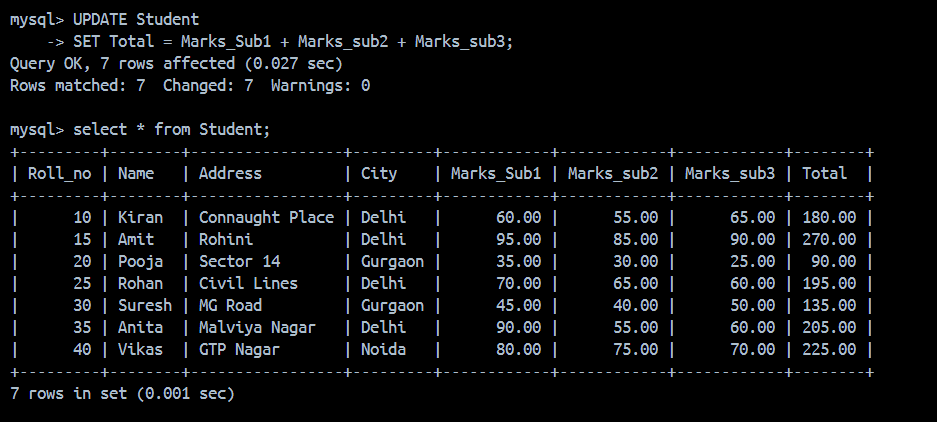 mysql> UPDATE Student
    -> SET Total = Marks_Sub1 + Marks_sub2 + Marks_sub3;
Query OK, 7 rows affected (0.027 sec)
Rows matched: 7  Changed: 7  Warnings: 0

mysql> select * from Student;
+---------+--------+-----------------+---------+------------+------------+------------+--------+
| Roll_no | Name   | Address         | City    | Marks_Sub1 | Marks_sub2 | Marks_sub3 | Total  |
+---------+--------+-----------------+---------+------------+------------+------------+--------+
|      10 | Kiran  | Connaught Place | Delhi   |      60.00 |      55.00 |      65.00 | 180.00 |
|      15 | Amit   | Rohini          | Delhi   |      95.00 |      85.00 |      90.00 | 270.00 |
|      20 | Pooja  | Sector 14       | Gurgaon |      35.00 |      30.00 |      25.00 |  90.00 |
|      25 | Rohan  | Civil Lines     | Delhi   |      70.00 |      65.00 |      60.00 | 195.00 |
|      30 | Suresh | MG Road         | Gurgaon |      45.00 |      40.00 |      50.00 | 135.00 |
|      35 | Anita  | Malviya Nagar   | Delhi   |      90.00 |      55.00 |      60.00 | 205.00 |
|      40 | Vikas  | GTP Nagar       | Noida   |      80.00 |      75.00 |      70.00 | 225.00 |
+---------+--------+-----------------+---------+------------+------------+------------+--------+
7 rows in set (0.001 sec)